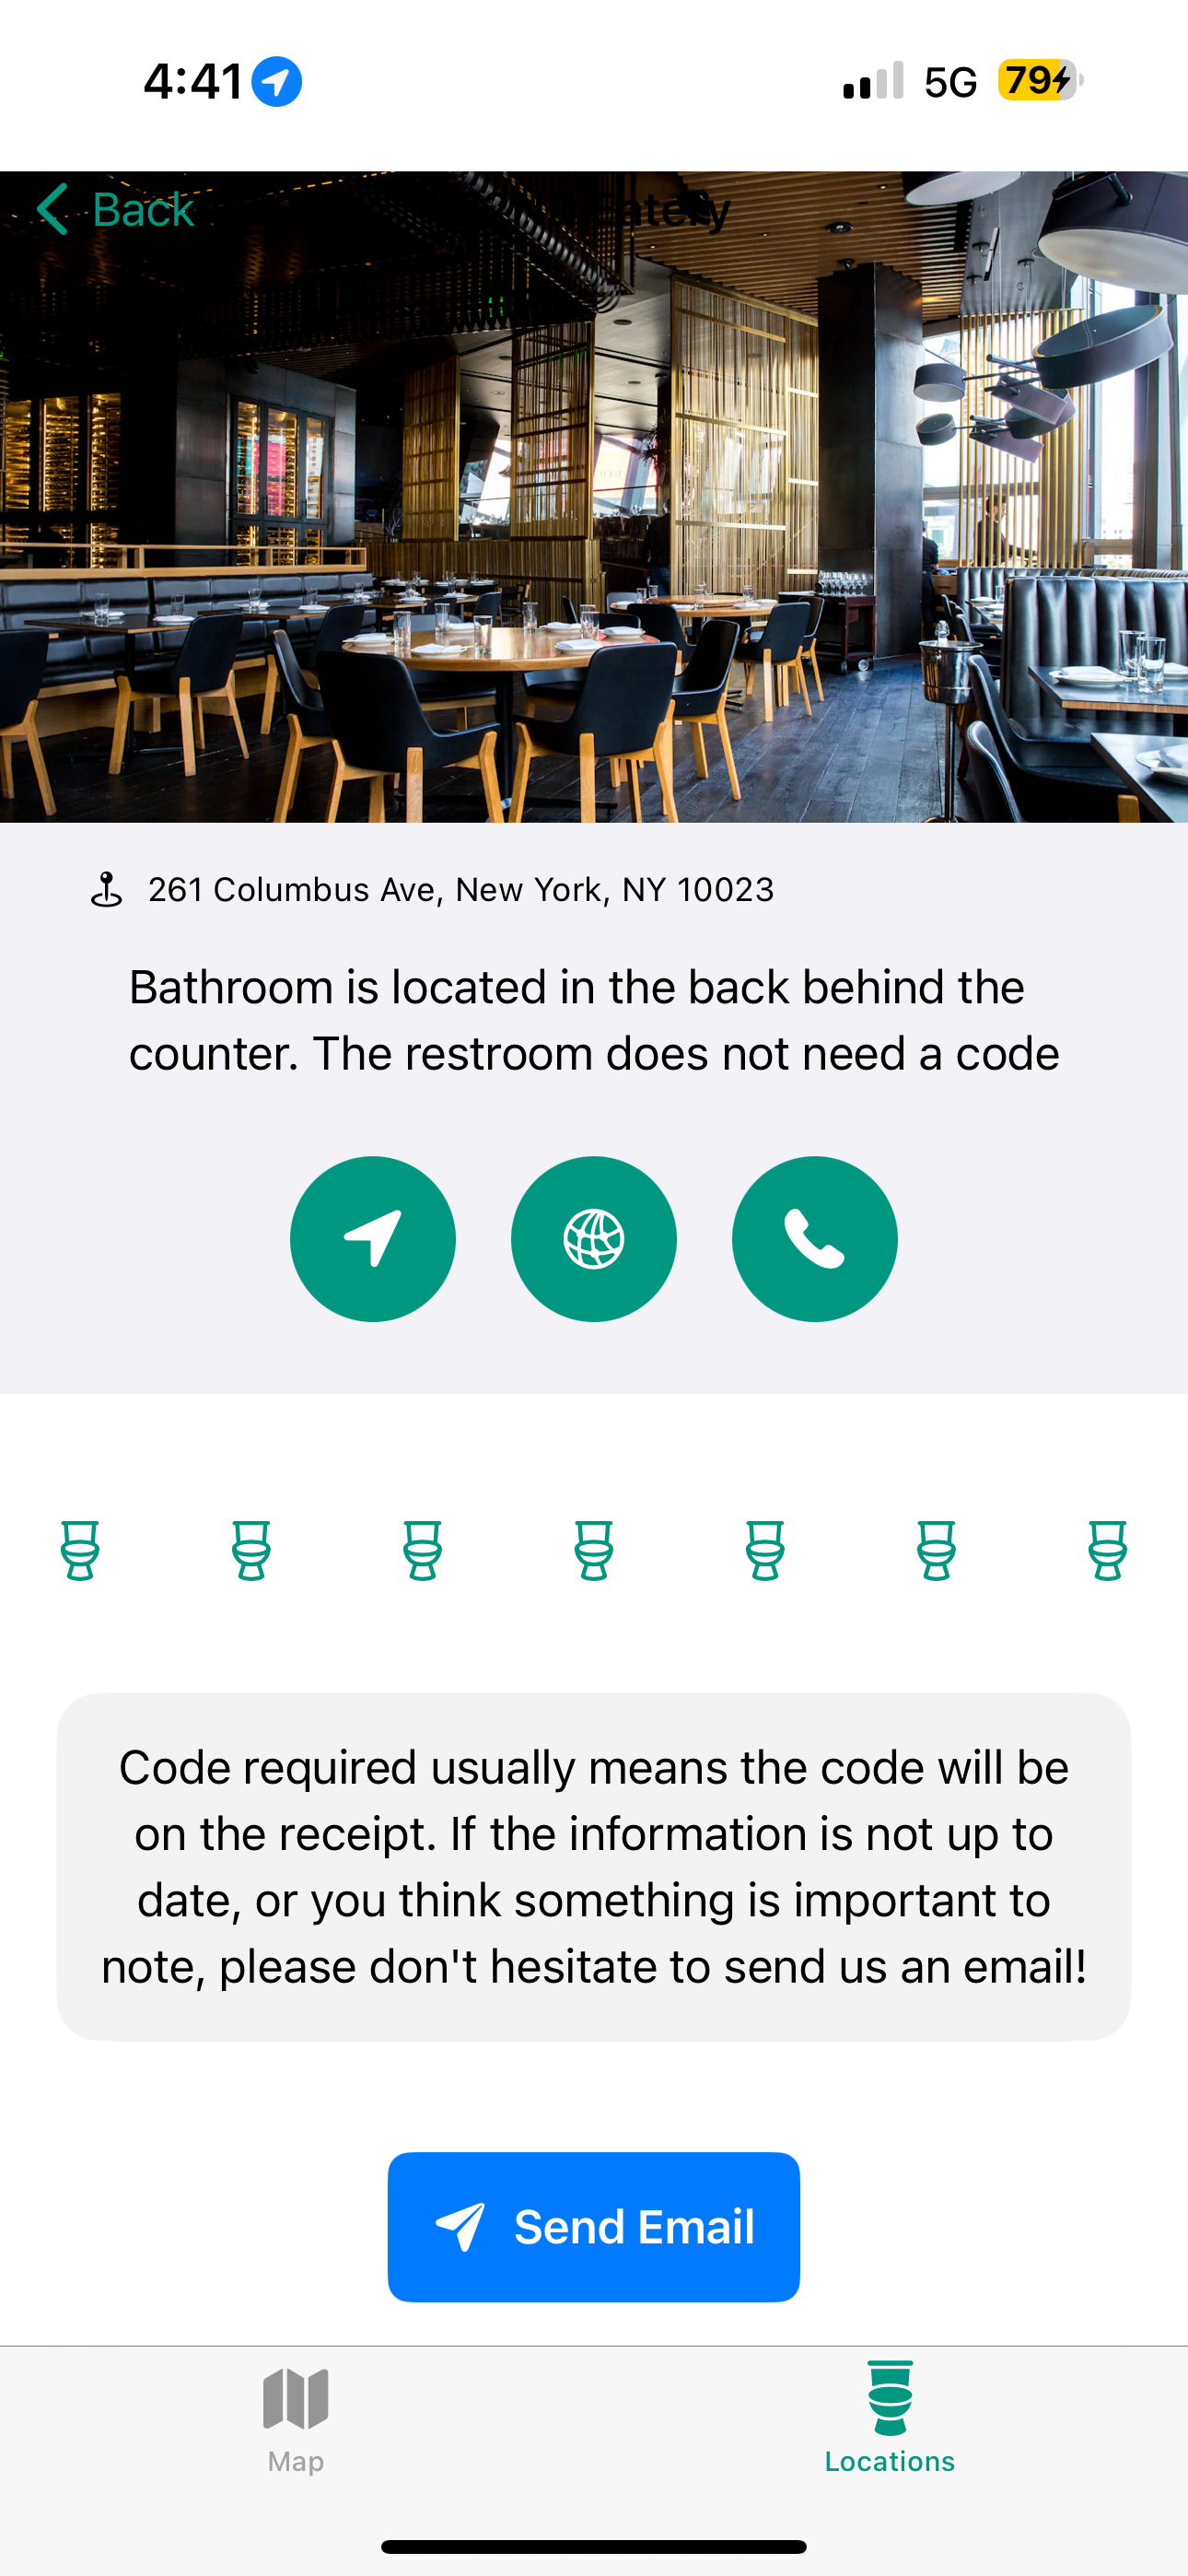 4:41
5G
79
Back
Eatery
261 Columbus Ave, New York, NY 10023
Bathroom is located in the back behind the
counter. The restroom does not need a code
Code required usually means the code will be
on the receipt. If the information is not up to
date, or you think something is important to
note, please don't hesitate to send us an email!
Send Email
Map
Locations